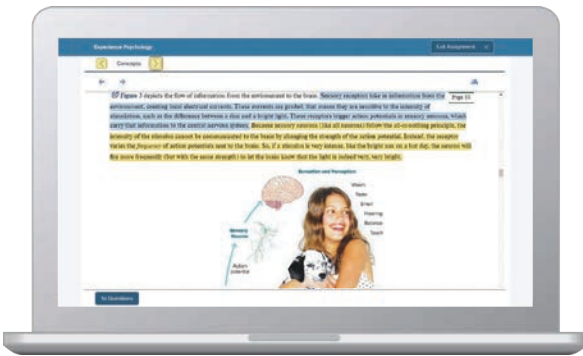 Experience Psychology
Exit Assignment
Concepts
Figure 3 depicts the flow of information from the environment to the brain. Sensory receptors take in information from the
Page 95
environment, creating local electrical currents. These currents are graded; that means they are sensitive to the intensity of
stimulation, such as the difference between a dim and a bright light. These receptors trigger action potentials in sensory neurons, which
carry that information to the central nervous system. Because sensory neurons (like all neurons) follow the all-or-nothing principle, the
intensity of the stimulus cannot be communicated to the brain by changing the strength of the action potential. Instead, the receptor
varies the frequency of action potentials sent to the brain. So, if a stimulus is very intense, like the bright sun on a hot day, the neuron will
fire more frequently (but with the same strength) to let the brain know that the light is indeed very, very bright.
Sensation and Perception
Vision
Taste
Smell
Hearing
Balance
Touch
Sensory
Neuron
Action
potential
to Questions